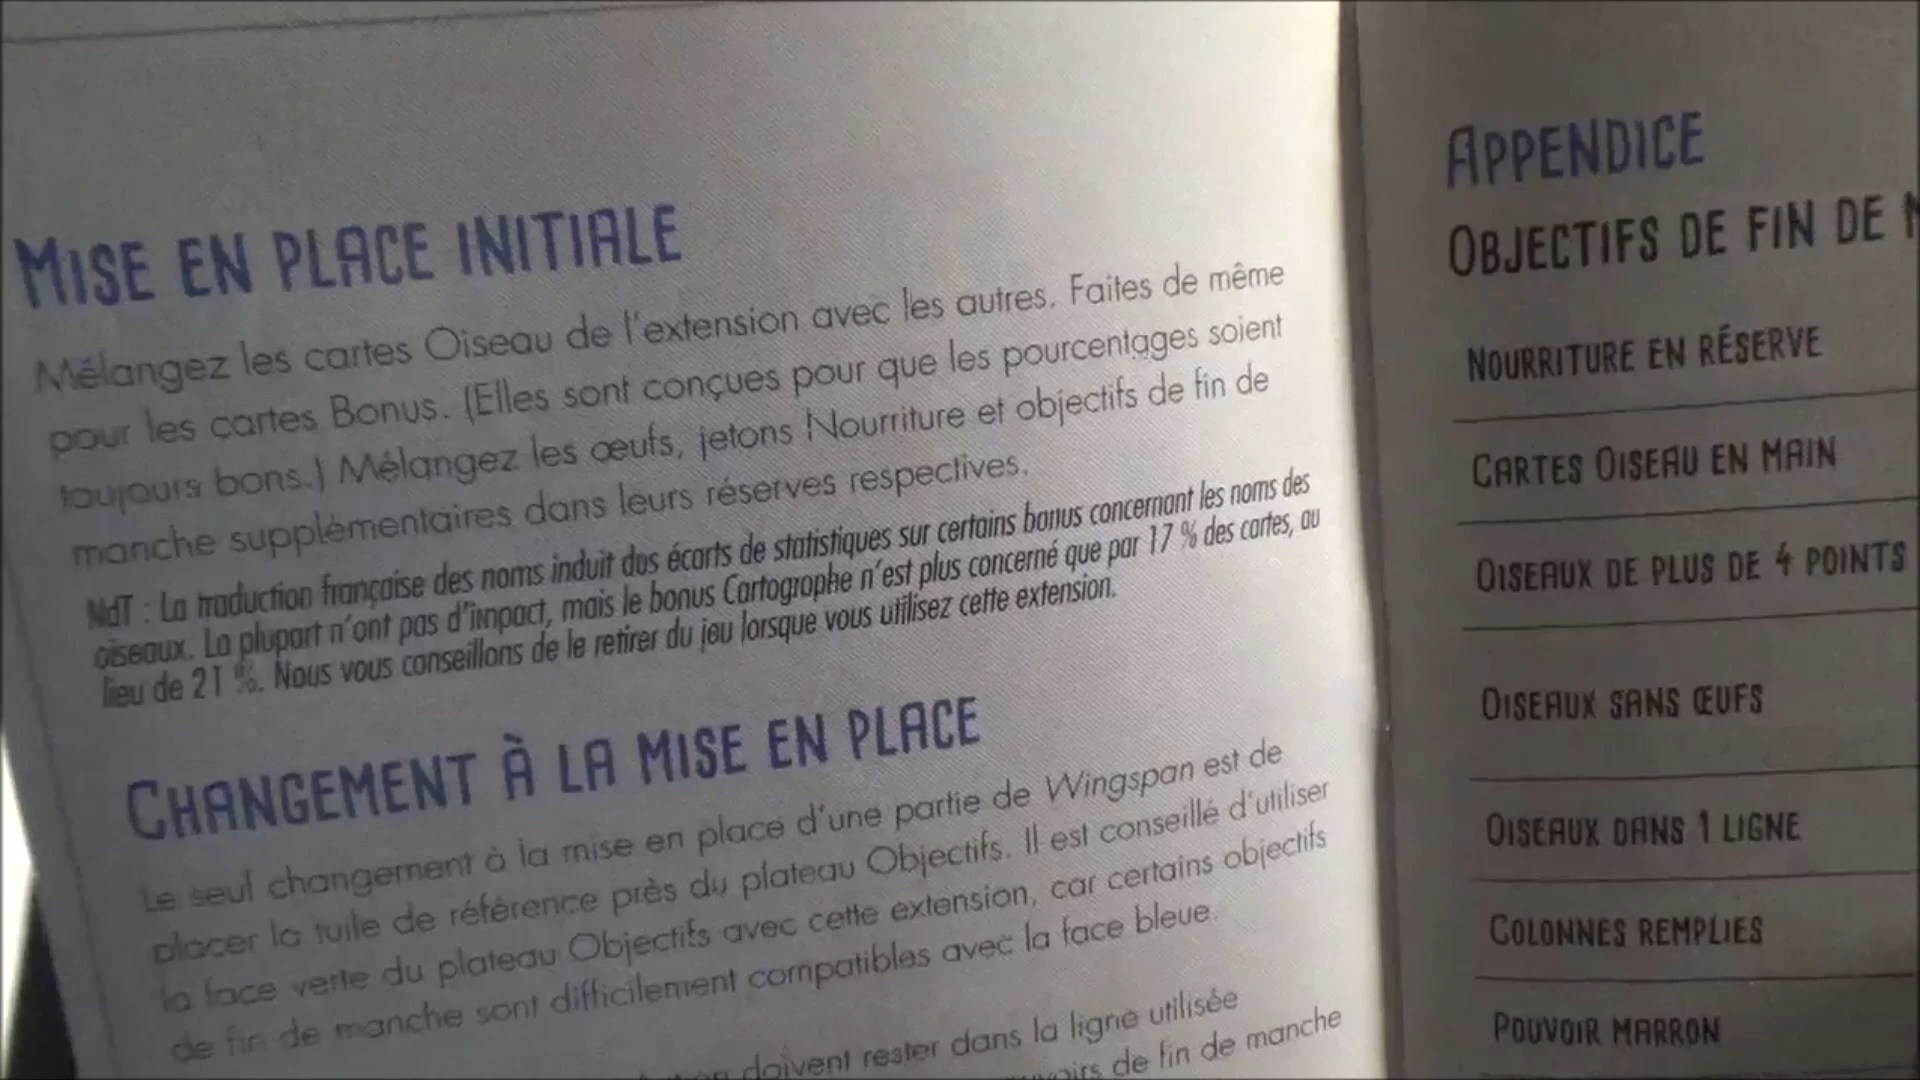 MISE EN PLACE INITIALE
Mélangez les cartes Oiseau de l'extension avec les autres. Faites de même
pour les cartes Bonus. (Elles sont conçues pour que les pourcentages soient
toujours bons.) Mélangez les œufs, jetons Nourriture et objectifs de fin de
manche supplémentaires dans leurs réserves respectives.
NdT : La traduction française des noms induit des écarts de statistiques sur certains bonus concernant les noms des
oiseaux. La plupart n'ont pas d'impact, mais le bonus Cartographe n'est plus concerné que par 17 % des cartes, au
lieu de 21 %. Nous vous conseillons de le retirer du jeu lorsque vous utilisez cette extension.
CHANGEMENT À LA MISE EN PLACE
Le seul changement à la mise en place d'une partie de Wingspan est de
placer la tuile de référence près du plateau Objectifs. Il est conseillé d'utiliser
la face verte du plateau Objectifs avec cette extension, car certains objectifs
de fin de manche sont difficilement compatibles avec la face bleue.
doivent rester dans la ligne utilisée
de fin de manche
APPENDICE
OBJECTIFS DE FIN DE
NOURRITURE EN RÉSERVE
CARTES OISEAU EN MAIN
OISEAUX DE PLUS DE 4 POINTS
OISEAUX SANS ŒUFS
OISEAUX DANS 1 LIGNE
COLONNES REMPLIES
POUVOIR MARRON